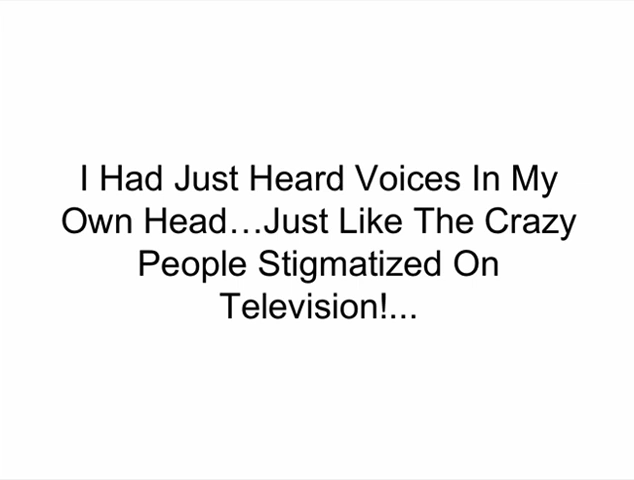 I Had Just Heard Voices In My
Own Head…Just Like The Crazy
People Stigmatized On
Television!...